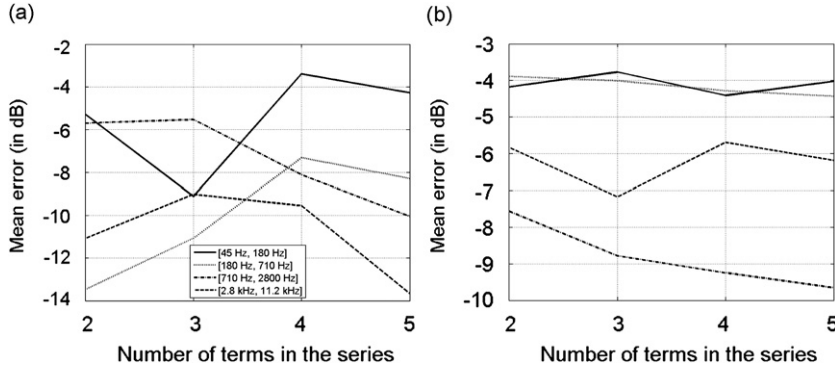 (a)
Mean error (in dB)
-2
-4
-6
-8
-10
-12
-14
[45 Hz, 180 Hz]
[180 Hz, 710 Hz]
[710 Hz, 2800 Hz]
[2.8 kHz, 11.2 kHz]
2 3 4 5
Number of terms in the series
(b)
Mean error (in dB)
-3
-4
-5
-6
-7
-8
-9
-10
2 3 4 5
Number of terms in the series